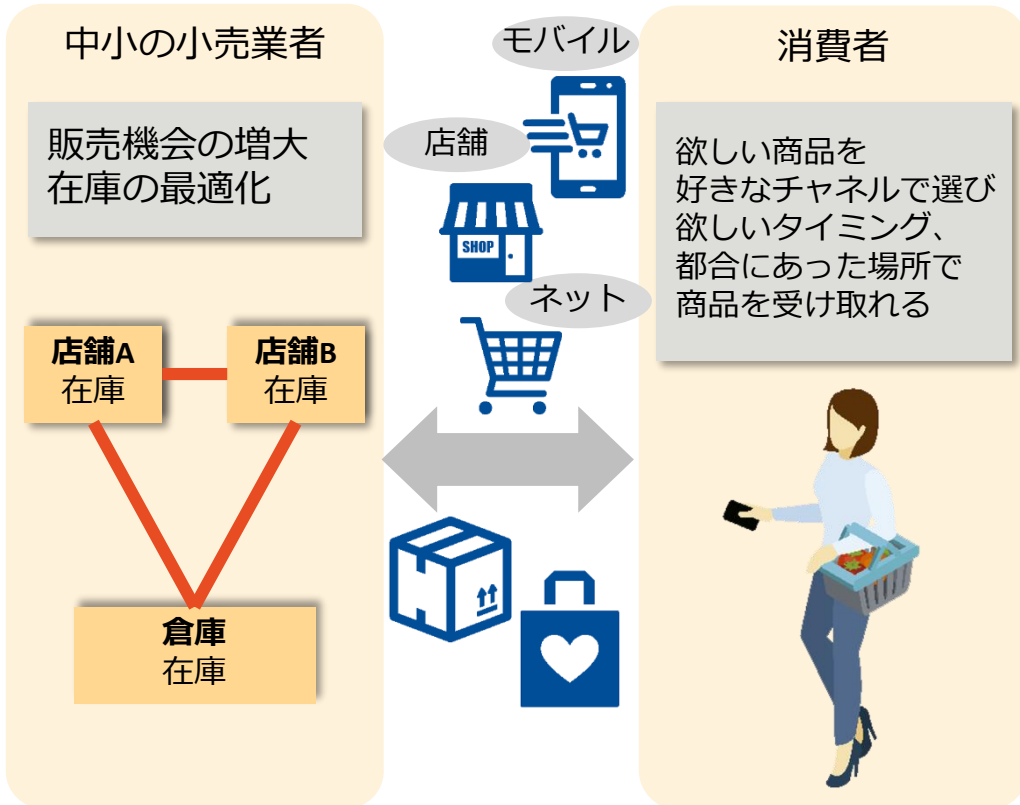 中小の小売業者
販売機会の増大
在庫の最適化
店舗A
在庫
店舗B
在庫
倉庫
在庫
モバイル
店舗
SHOP
ネット
消費者
欲しい商品を
好きなチャネルで選び
欲しいタイミング、
都合にあった場所で
商品を受け取れる